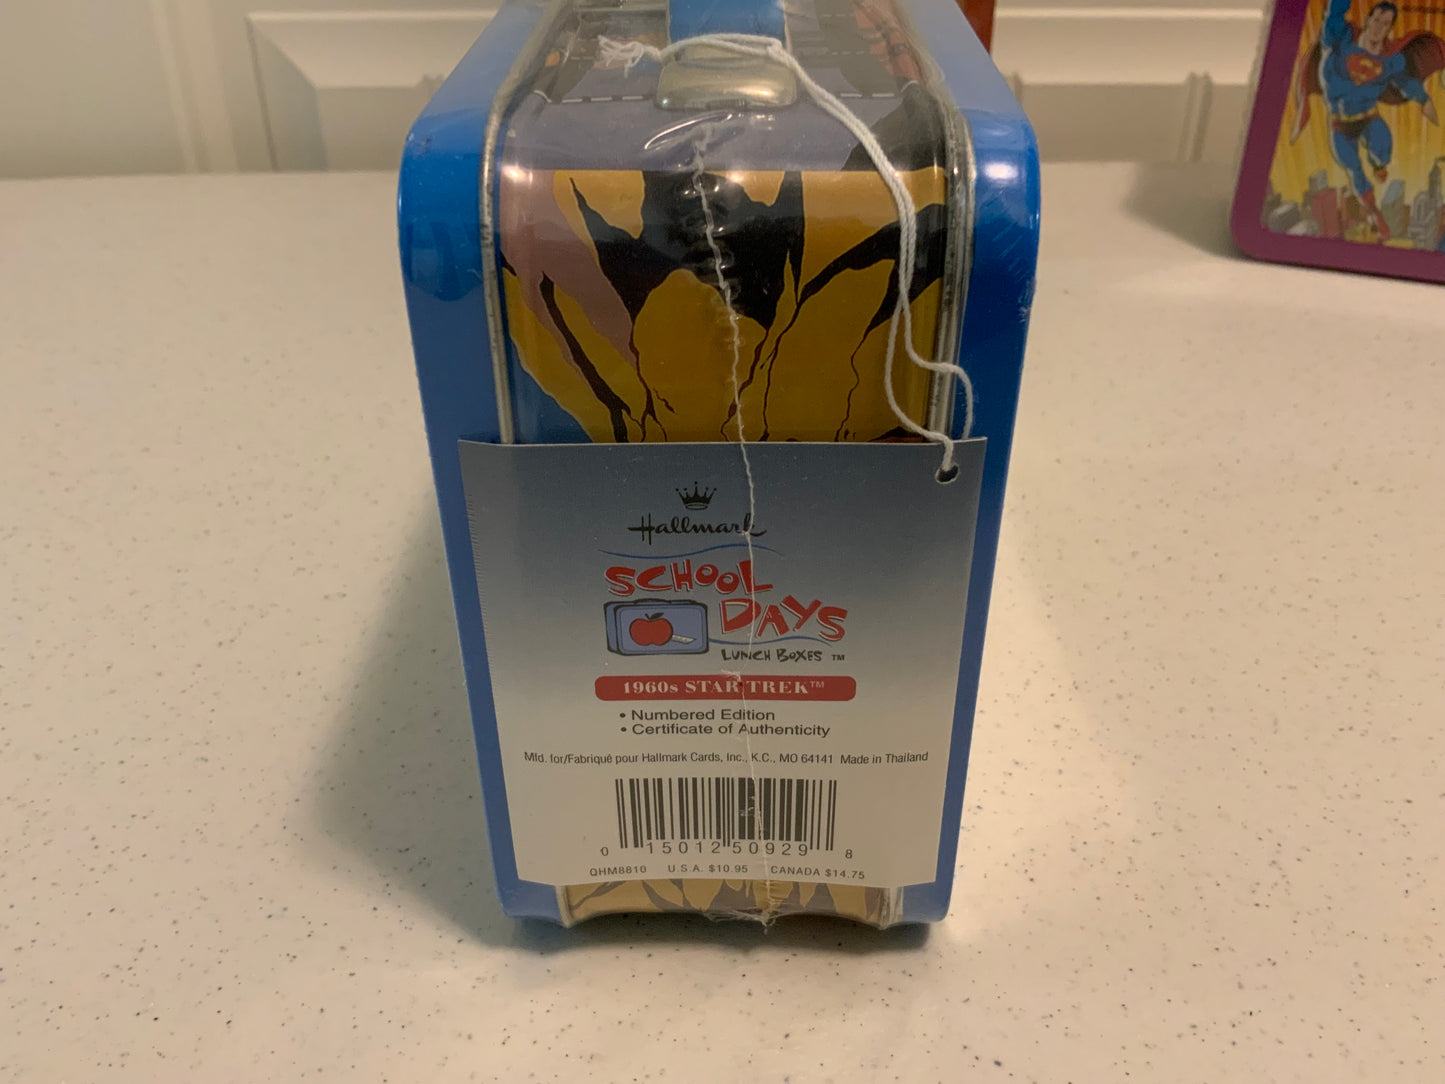 Hallmark
SCHOOL
DAYS
LUNCH BOXES ™
1960s STAR TREK™
• Numbered Edition
• Certificate of Authenticity
Mfd. for/Fabriqué pour Hallmark Cards, Inc., K.C., MO 64141 Made in Thailand
0 15012 50929 8
QHM8810 U.S.A. $10.95 CANADA $14.75